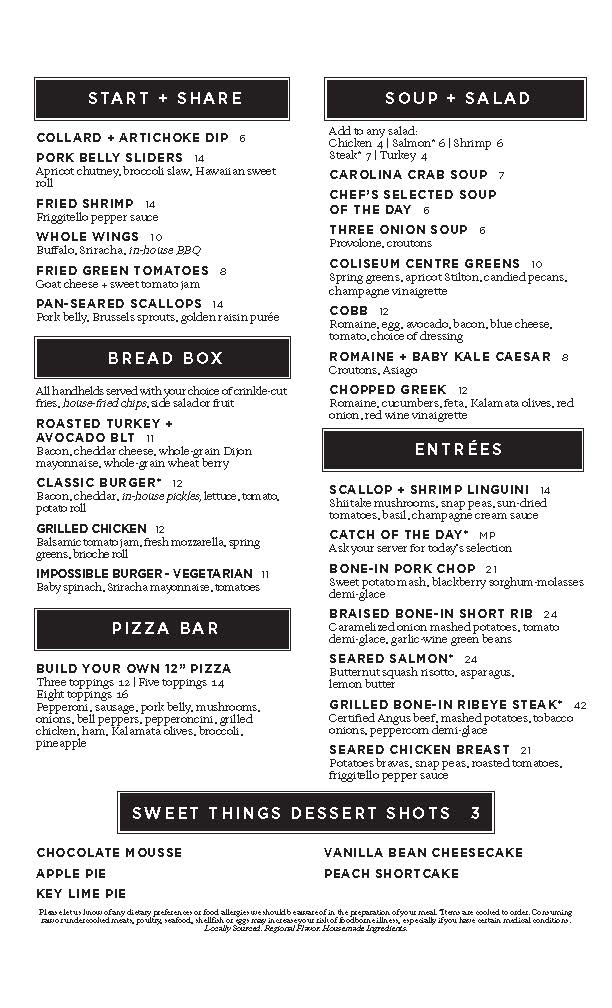 START + SHARE
COLLARD + ARTICHOKE DIP 6
PORK BELLY SLIDERS 14
Apricot chutney, broccoli slaw, Hawaiian sweet
roll
FRIED SHRIMP 14
Friggitello pepper sauce
WHOLE WINGS 10
Buffalo, Sriracha, in-house BBQ
FRIED GREEN TOMATOES 8
Goat cheese + sweet tomato jam
PAN-SEARED SCALLOPS 14
Pork belly, Brussels sprouts, golden raisin purée
BREAD BOX
All handhelds served with your choice of crinkle-cut
fries, house-fried chips, side salad or fruit
ROASTED TURKEY +
AVOCADO BLT 11
Bacon, cheddar cheese, whole-grain Dijon
mayonnaise, whole-grain wheat berry
CLASSIC BURGER* 12
Bacon, cheddar, in-house pickles, lettuce, tomato,
potato roll
GRILLED CHICKEN 12
Balsamic tomato jam, fresh mozzarella, spring
greens, brioche roll
IMPOSSIBLE BURGER - VEGETARIAN 11
Baby spinach, Sriracha mayonnaise, tomatoes
PIZZA BAR
BUILD YOUR OWN 12” PIZZA
Three toppings 12 | Five toppings 14
Eight toppings 16
Pepperoni, sausage, pork belly, mushrooms,
onions, bell peppers, pepperoncini, grilled
chicken, ham, Kalamata olives, broccoli,
pineapple
SOUP + SALAD
Add to any salad:
Chicken 4 | Salmon* 6 | Shrimp 6
Steak* 7 | Turkey 4
CAROLINA CRAB SOUP 7
CHEF’S SELECTED SOUP
OF THE DAY 6
THREE ONION SOUP 6
Provolone, croutons
COLISEUM CENTRE GREENS 10
Spring greens, apricot Stilton, candied pecans,
champagne vinaigrette
COBB 12
Romaine, egg, avocado, bacon, blue cheese,
tomato, choice of dressing
ROMAINE + BABY KALE CAESAR 8
Croutons, Asiago
CHOPPED GREEK 12
Romaine, cucumbers, feta, Kalamata olives, red
onion, red wine vinaigrette
ENTRÉES
SCALLOP + SHRIMP LINGUINI 14
Shiitake mushrooms, snap peas, sun-dried
tomatoes, basil, champagne cream sauce
CATCH OF THE DAY* MP
Ask your server for today’s selection
BONE-IN PORK CHOP 21
Sweet potato mash, blackberry sorghum-molasses
demi-glace
BRAISED BONE-IN SHORT RIB 24
Caramelized onion mashed potatoes, tomato
demi-glace, garlic-wine green beans
SEARED SALMON* 24
Butternut squash risotto, asparagus,
lemon butter
GRILLED BONE-IN RIBEYE STEAK* 42
Certified Angus beef, mashed potatoes, tobacco
onions, peppercorn demi-glace
SEARED CHICKEN BREAST 21
Potatoes bravas, snap peas, roasted tomatoes,
friggitello pepper sauce
SWEET THINGS DESSERT SHOTS 3
CHOCOLATE MOUSSE
APPLE PIE
KEY LIME PIE
VANILLA BEAN CHEESECAKE
PEACH SHORTCAKE
Please let us know of any dietary preferences or food allergies we should be aware of in the preparation of your meal. *Items are cooked to order. Consuming
raw or undercooked meats, poultry, seafood, shellfish or eggs may increase your risk of foodborne illness, especially if you have certain medical conditions.
Locally Sourced. Regional Flavor. Housemade Ingredients.